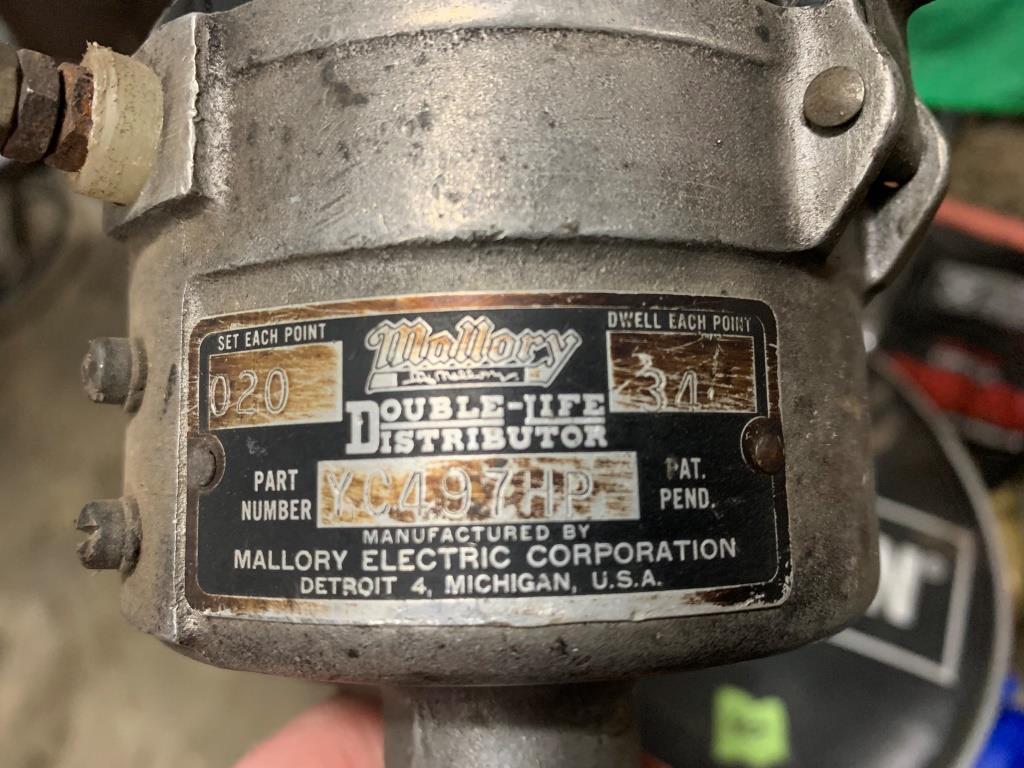 SET EACH POINT
020
Mallory
DOUBLE-LIFE
DISTRIBUTOR
DWELL EACH POINT
34
PART
NUMBER
YC497HP
PAT.
PEND.
MANUFACTURED BY
MALLORY ELECTRIC CORPORATION
DETROIT 4, MICHIGAN, U.S.A.